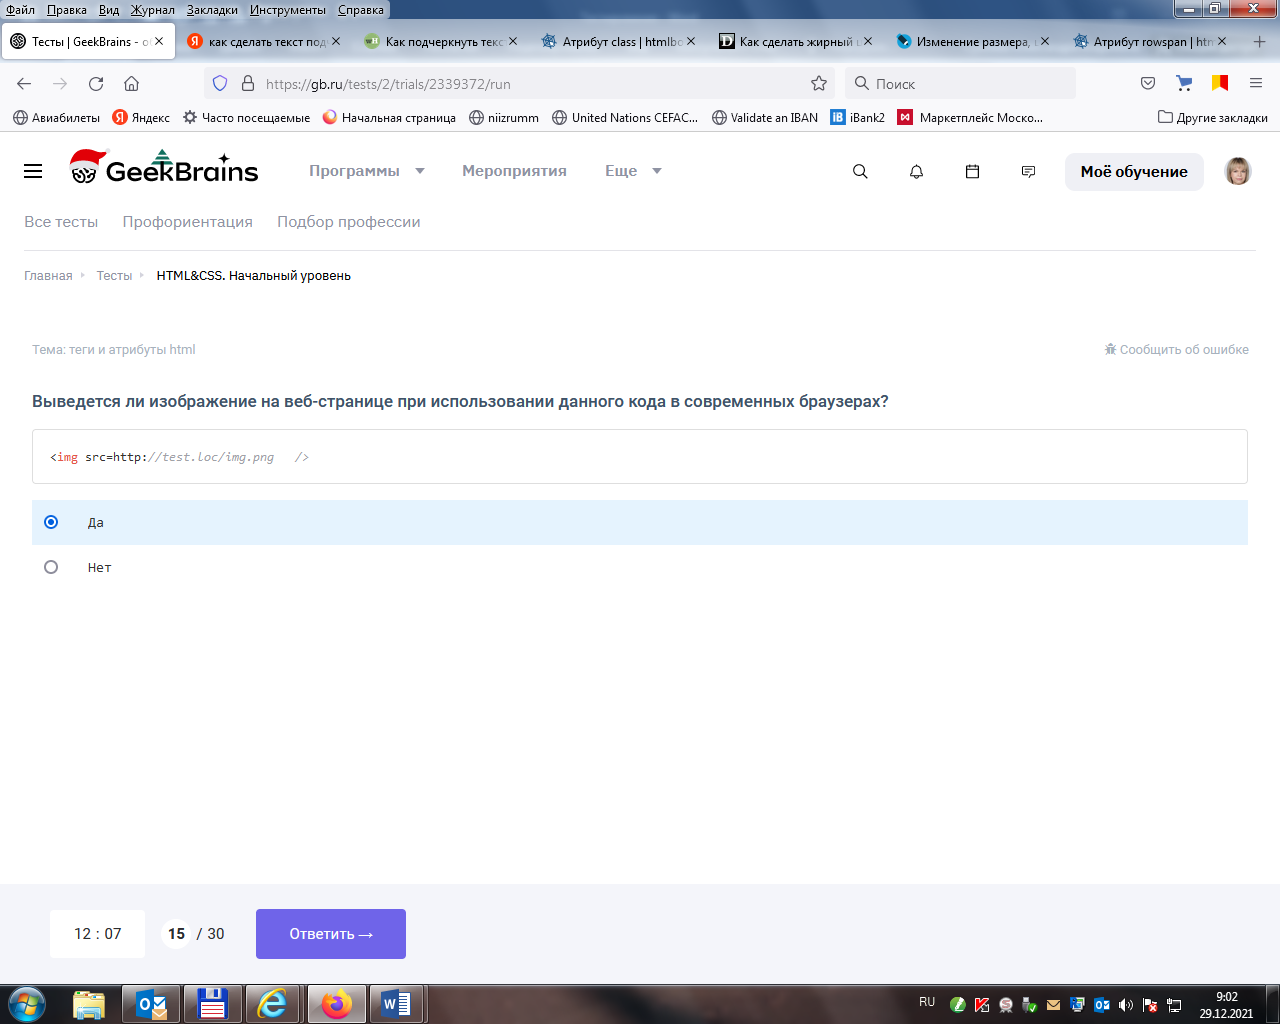 Файл Правка Вид Журнал Закладки Инструменты Справка
Тесты | GeekBrains - об
как сделать текст под
Как подчеркнуть текс
Атрибут class | htmlbo
Как сделать жирный ш
Изменение размера,
Атрибут rowspan | htm
https://gb.ru/tests/2/trials/2339372/run
Поиск
Авиабилеты Яндекс Часто посещаемые Начальная страница niizrumm United Nations CEFAC... Validate an IBAN iBank2 Маркетплейс Моско... Другие закладки
GeekBrains Программы Мероприятия Еще Моё обучение
Все тесты Профориентация Подбор профессии
Главная Тесты HTML&CSS. Начальный уровень
Тема: теги и атрибуты html Сообщить об ошибке
Выведется ли изображение на веб-странице при использовании данного кода в современных браузерах?
<img src=http://test.loc/img.png   />
Да
Нет
12 : 07 15 / 30 Ответить →
RU 9:02
29.12.2021